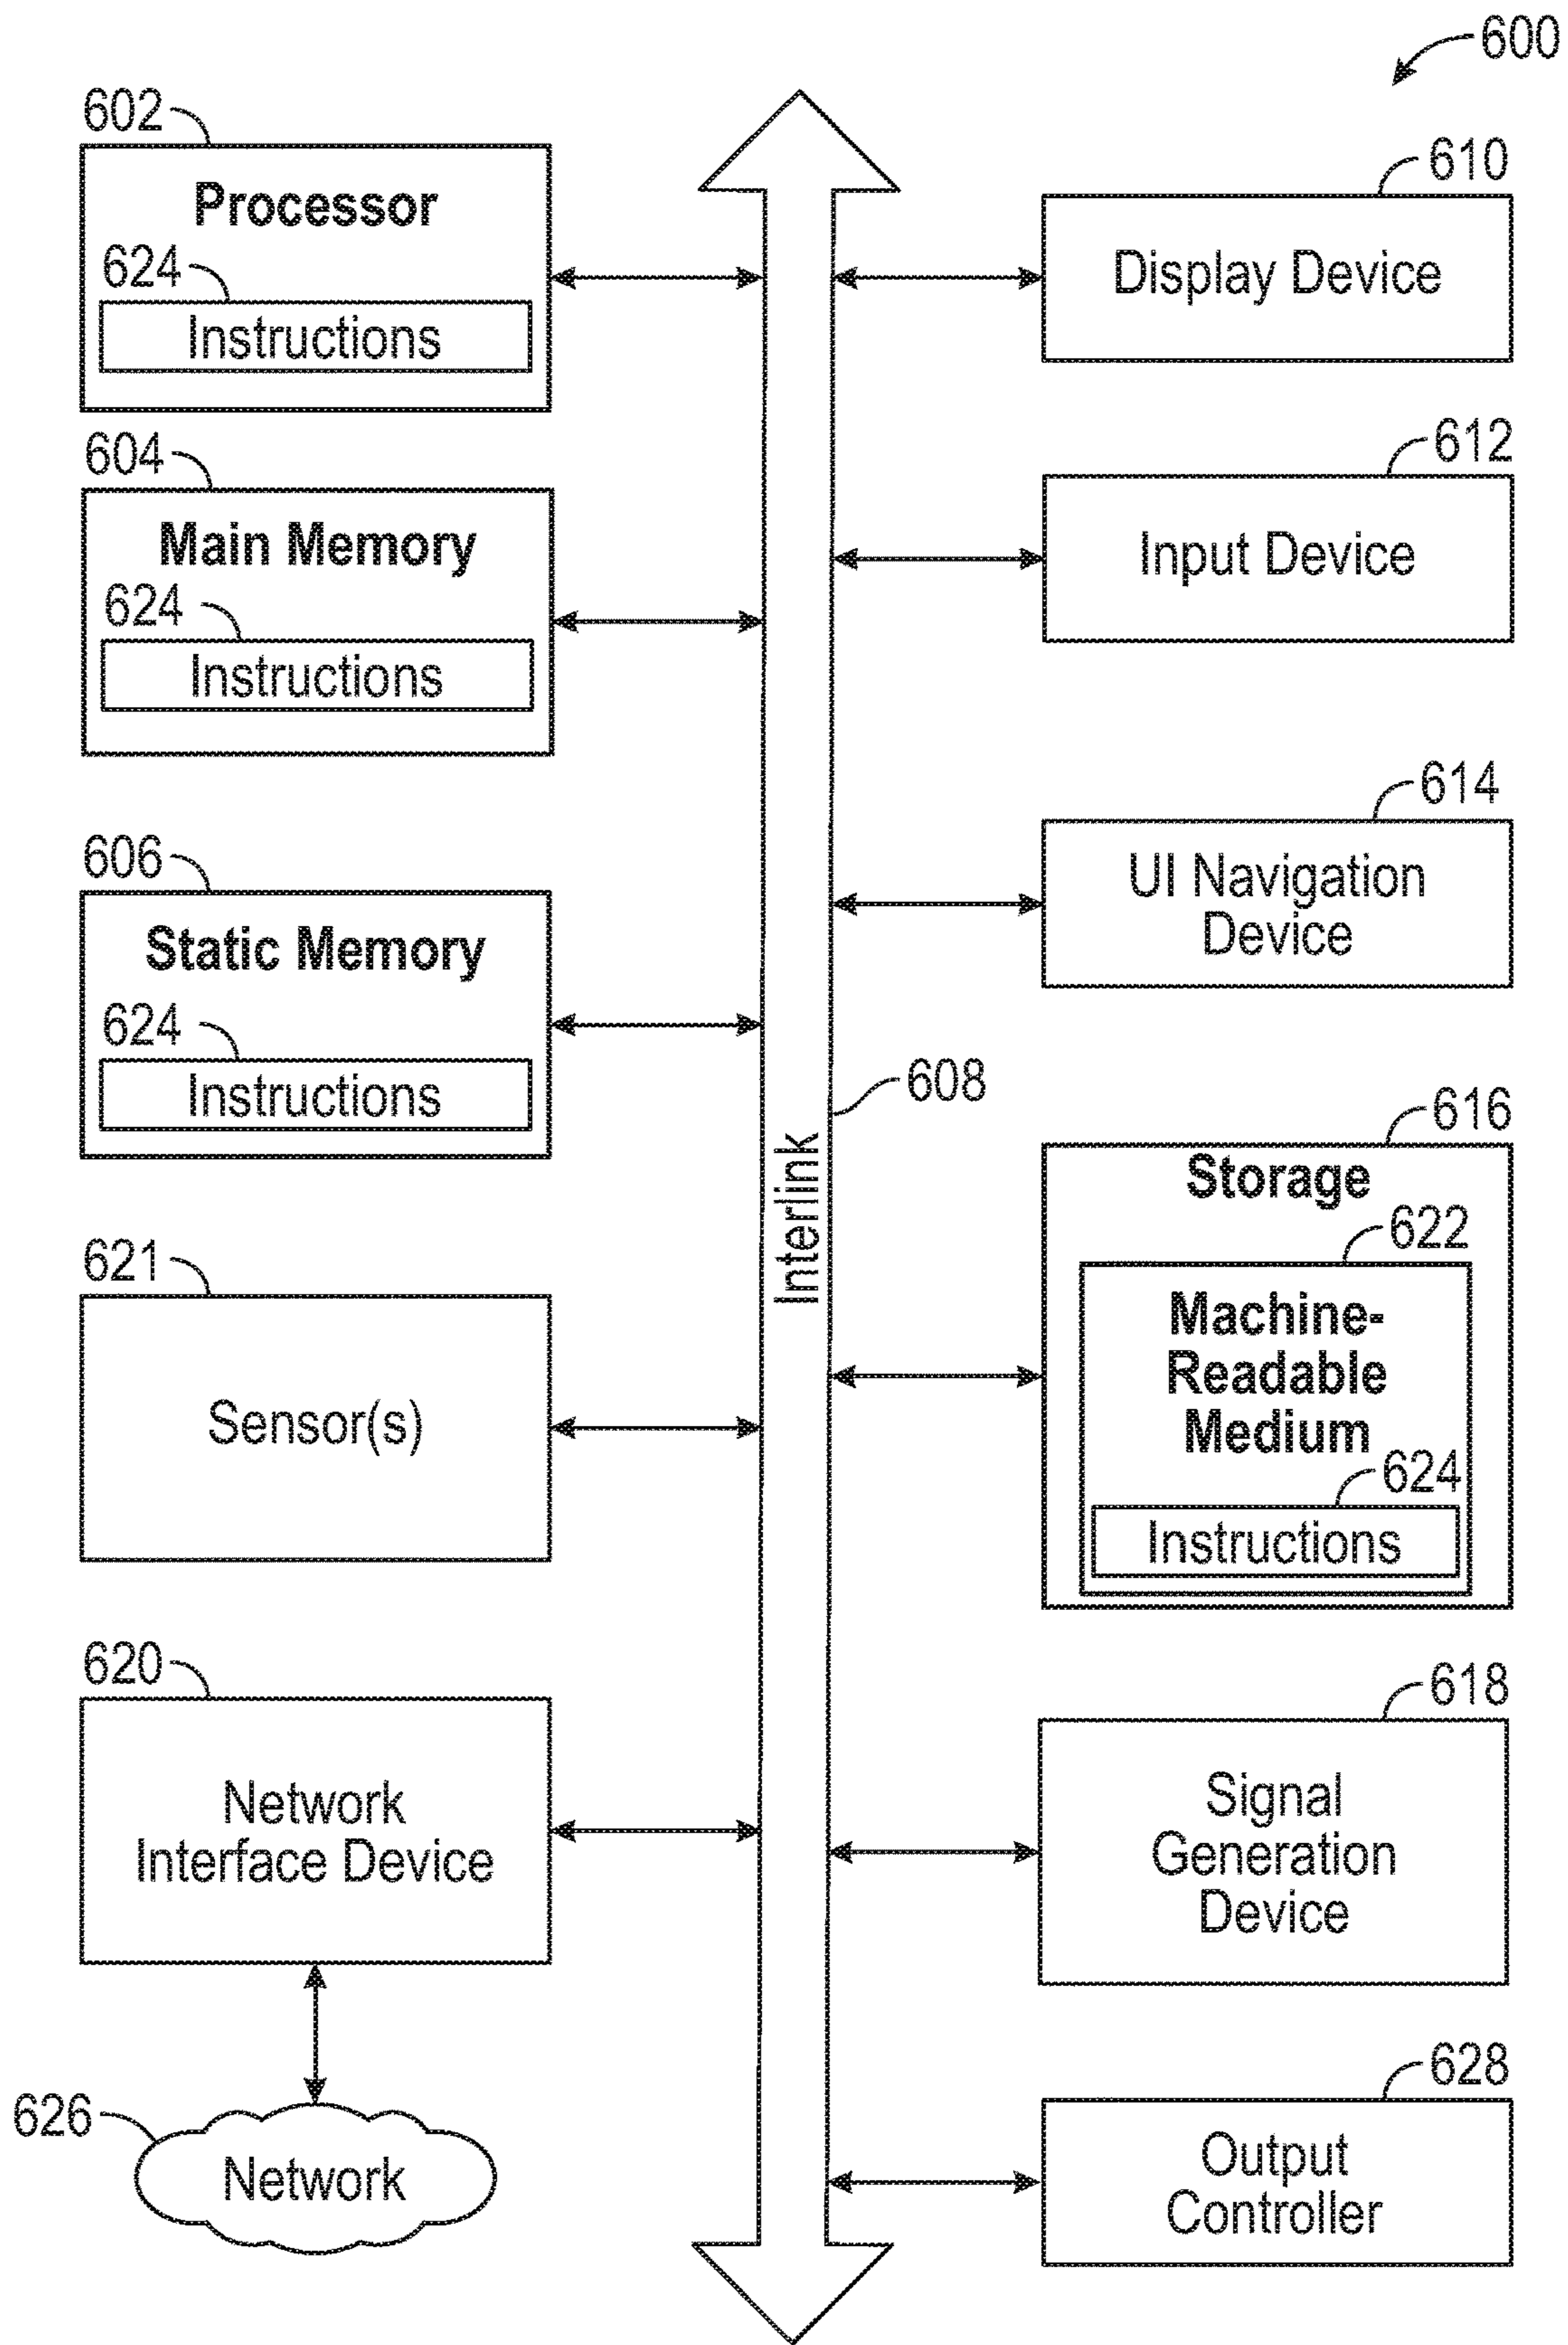 600
602
Processor
624
Instructions
604
Main Memory
624
Instructions
606
Static Memory
624
Instructions
621
Sensor(s)
620
Network
Interface Device
626
Network
Interlink
608
610
Display Device
612
Input Device
614
UI Navigation
Device
616
Storage
622
Machine-
Readable
Medium
624
Instructions
618
Signal
Generation
Device
628
Output
Controller